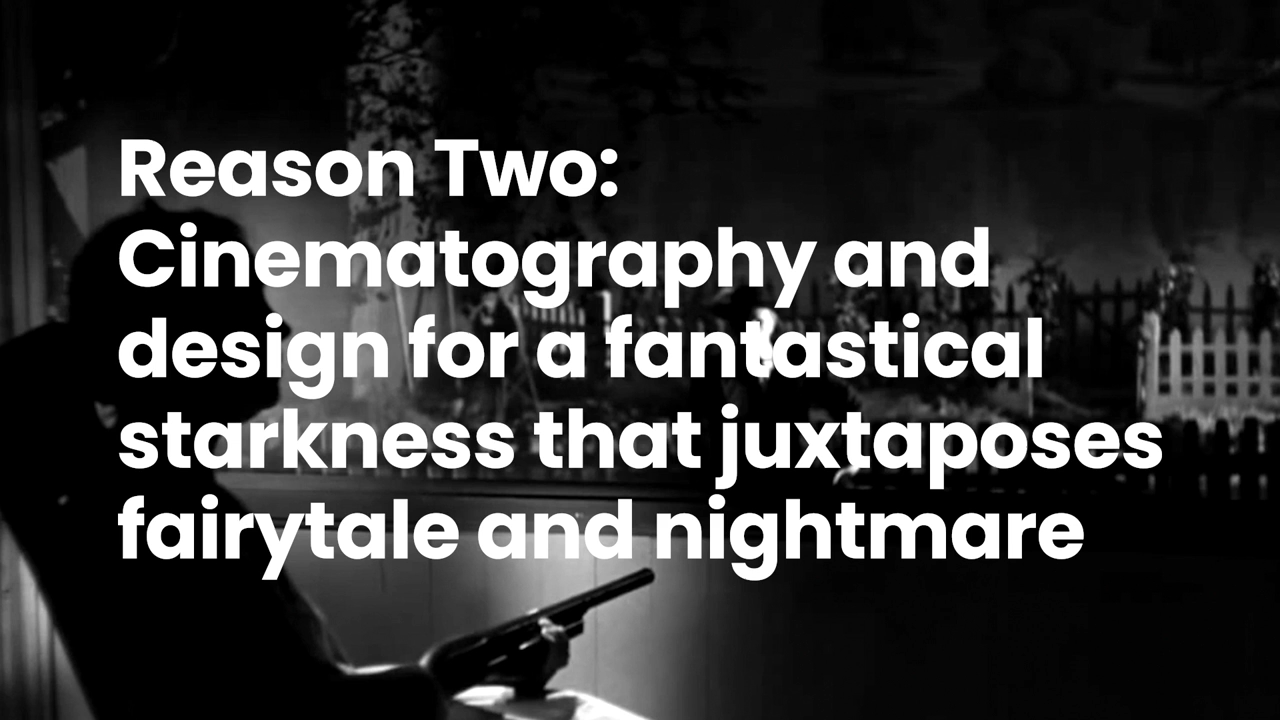 Reason Two:
Cinematography and
design for a fantastical
starkness that juxtaposes
fairytale and nightmare